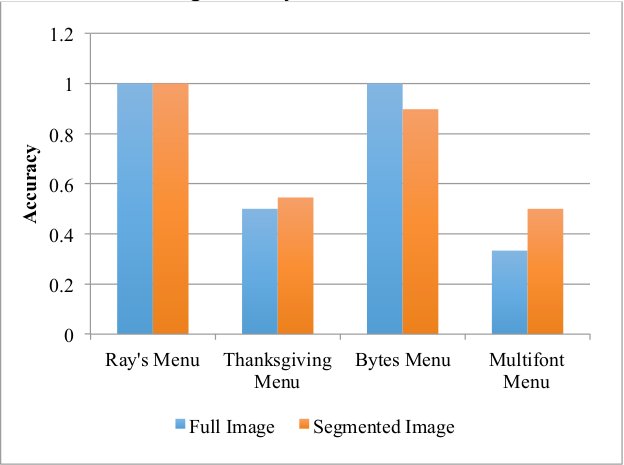 1.2
1
0.8
0.6
0.4
0.2
0
Accuracy
Ray's Menu
Thanksgiving
Menu
Bytes Menu
Multifont
Menu
Full Image
Segmented Image